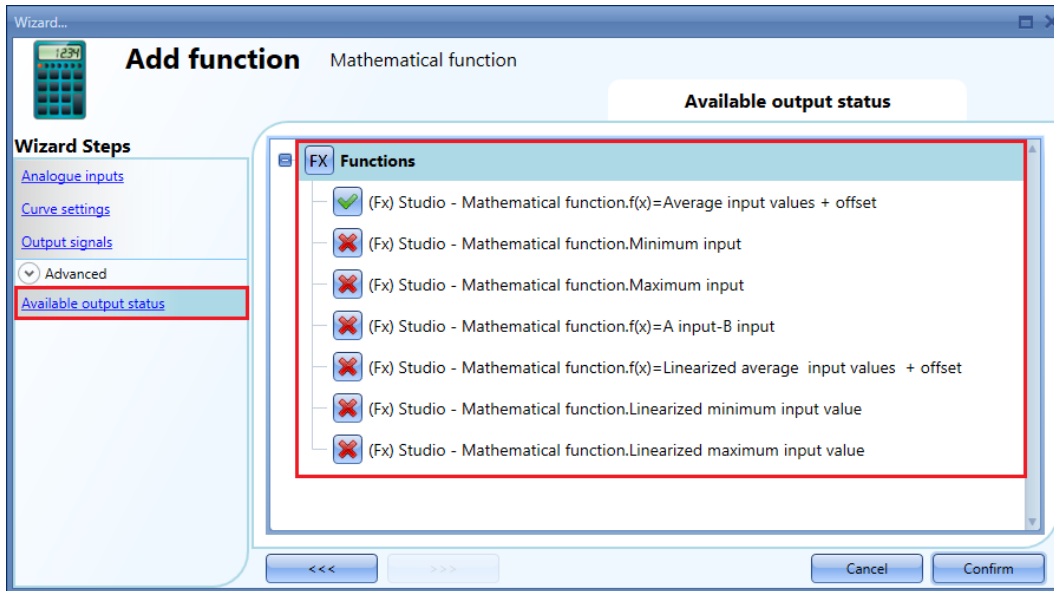 Wizard...
1234
Add function Mathematical function
Available output status
Wizard Steps
Analogue inputs
Curve settings
Output signals
Advanced
Available output status
FX Functions
(Fx) Studio - Mathematical function.f(x)=Average input values + offset
(Fx) Studio - Mathematical function.Minimum input
(Fx) Studio - Mathematical function.Maximum input
(Fx) Studio - Mathematical function.f(x)=A input-B input
(Fx) Studio - Mathematical function.f(x)=Linearized average  input values  + offset
(Fx) Studio - Mathematical function.Linearized minimum input value
(Fx) Studio - Mathematical function.Linearized maximum input value
<<< >>> Cancel Confirm